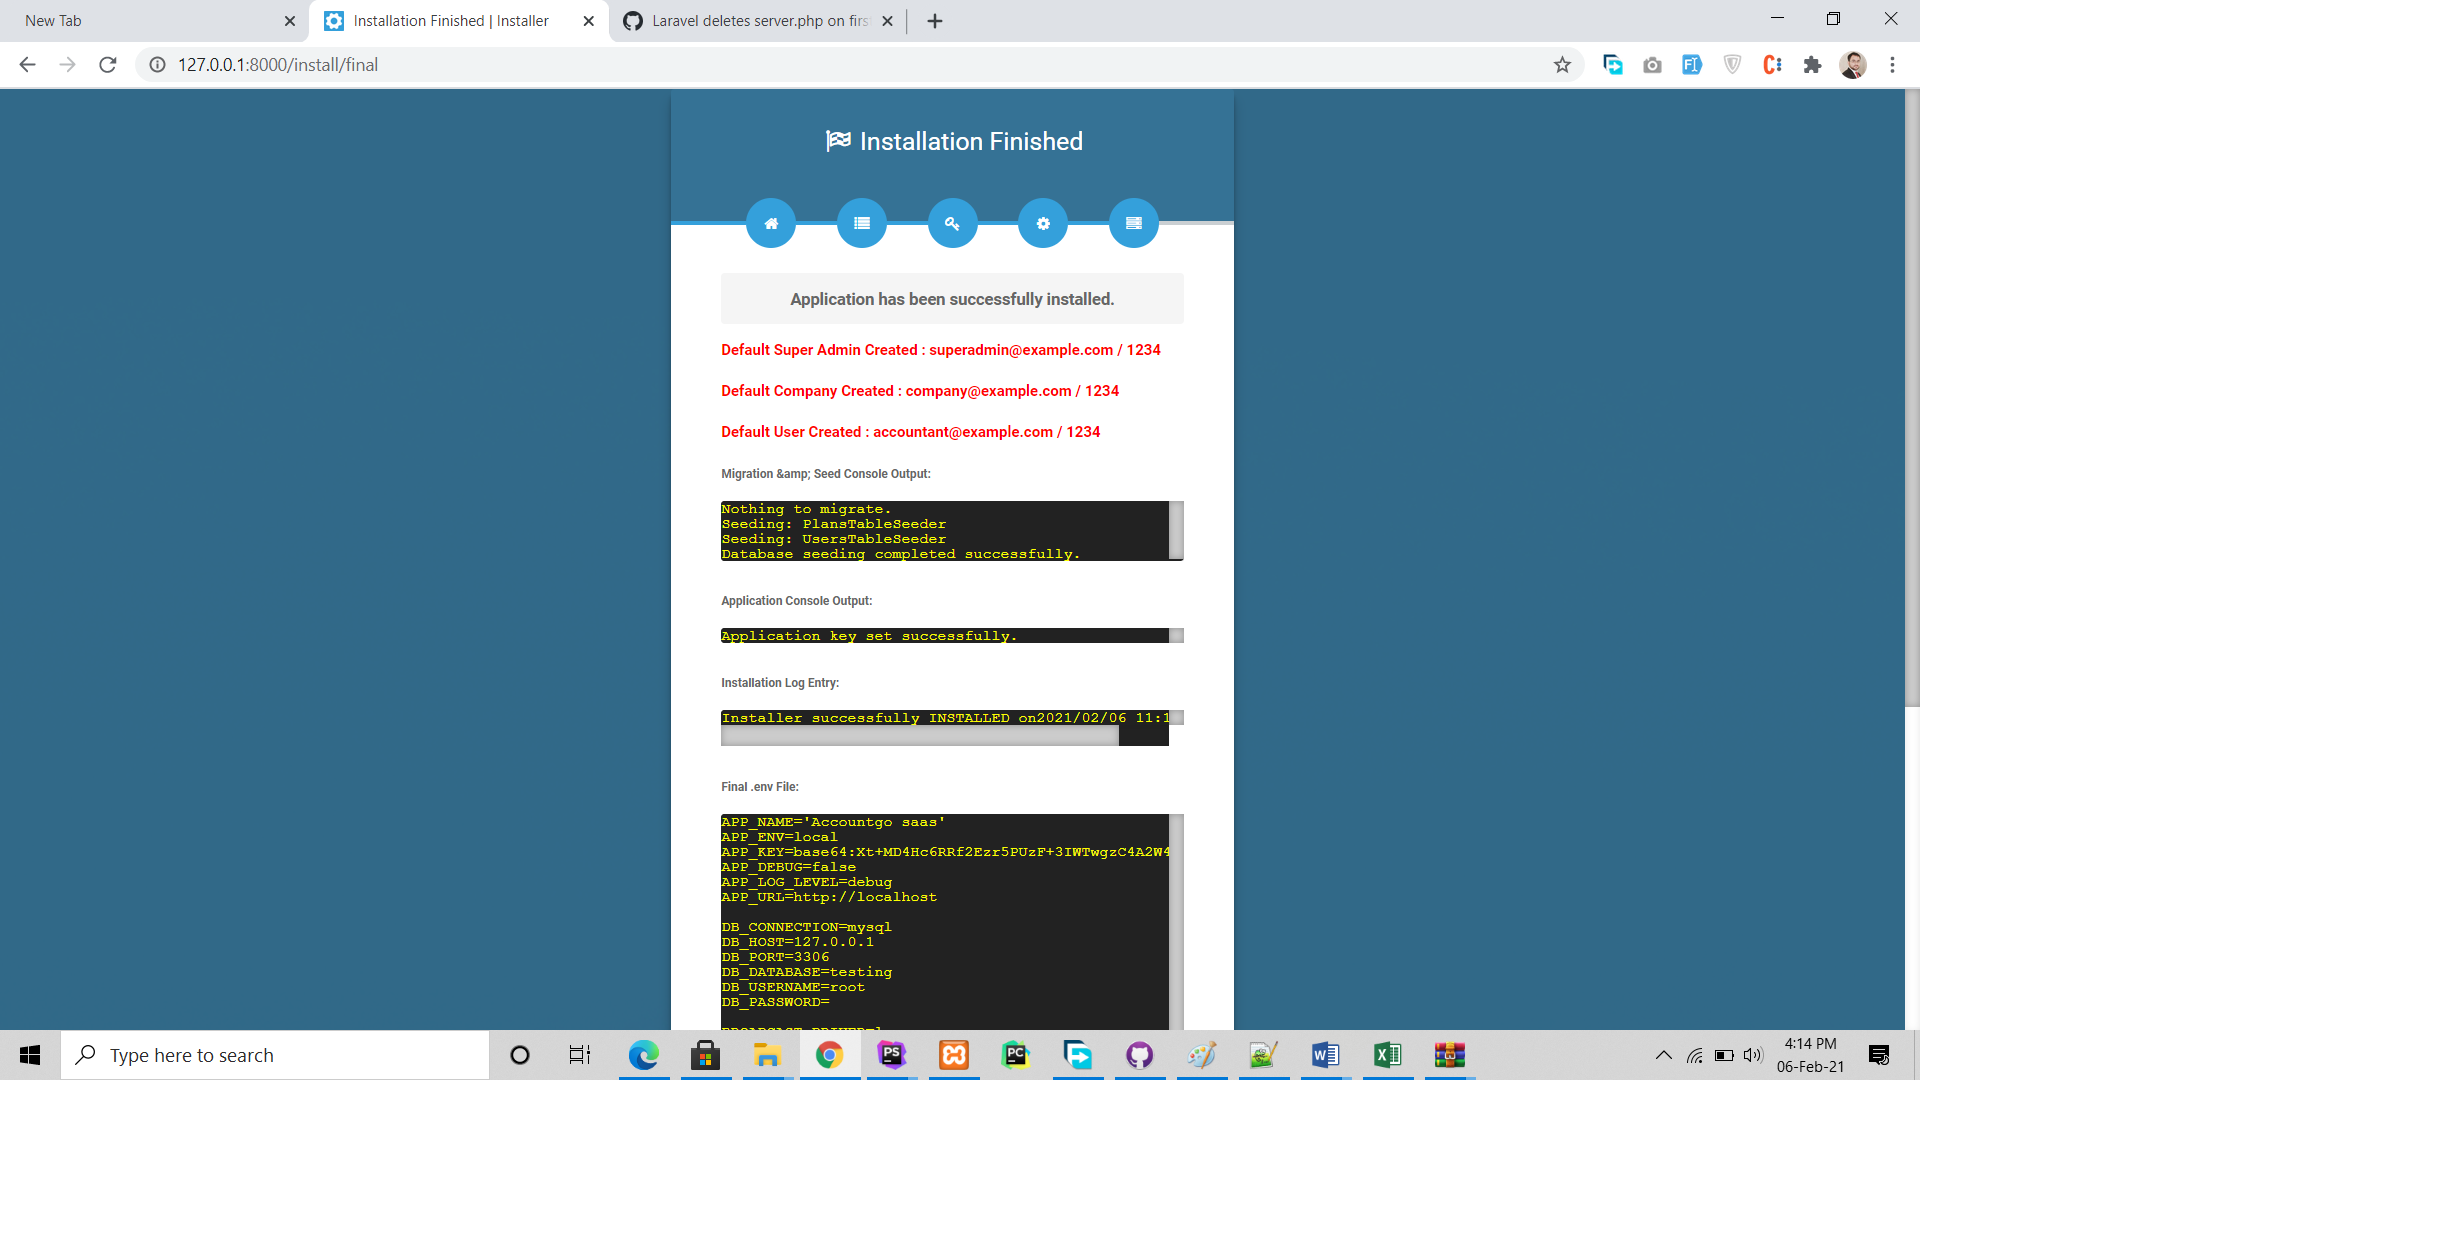 New Tab
Installation Finished | Installer
Laravel deletes server.php on firs
127.0.0.1:8000/install/final
Installation Finished
Application has been successfully installed.
Default Super Admin Created : superadmin@example.com / 1234
Default Company Created : company@example.com / 1234
Default User Created : accountant@example.com / 1234
Migration &amp; Seed Console Output:
Nothing to migrate.
Seeding: PlansTableSeeder
Seeding: UsersTableSeeder
Database seeding completed successfully.
Application Console Output:
Application key set successfully.
Installation Log Entry:
Installer successfully INSTALLED on2021/02/06 11:1
Final .env File:
APP_NAME='Accountgo saas'
APP_ENV=local
APP_KEY=base64:Xt+MD4Hc6RRf2Ezr5PUzF+3IWTwgzC4A2W4
APP_DEBUG=false
APP_LOG_LEVEL=debug
APP_URL=http://localhost
DB_CONNECTION=mysql
DB_HOST=127.0.0.1
DB_PORT=3306
DB_DATABASE=testing
DB_USERNAME=root
DB_PASSWORD=
Type here to search
PS
PC
4:14 PM
06-Feb-21